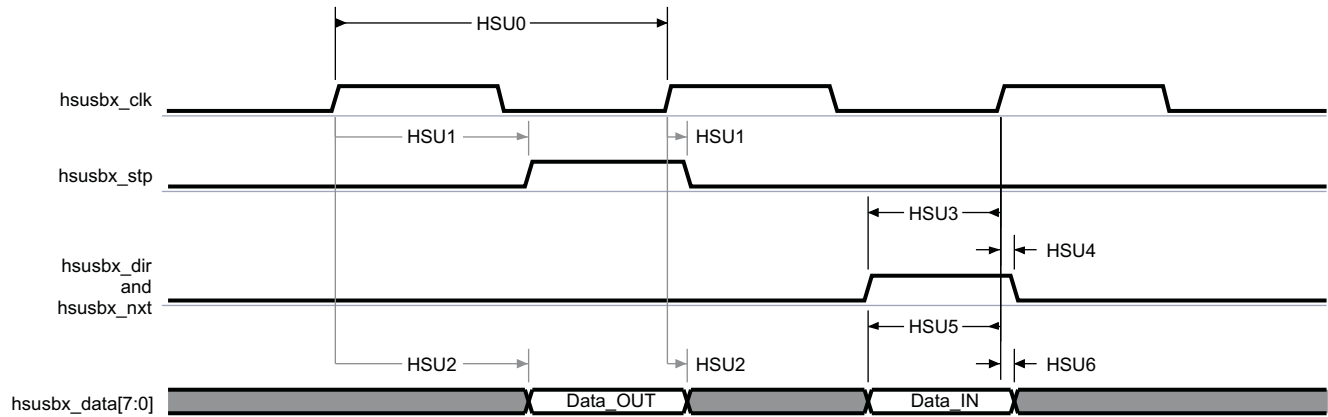 HSU0
hsusbx_clk
HSU1 HSU1
hsusbx_stp
HSU3
HSU4
hsusbx_dir
and
hsusbx_nxt
HSU5
HSU2 HSU2 HSU6
hsusbx_data[7:0] Data_OUT Data_IN